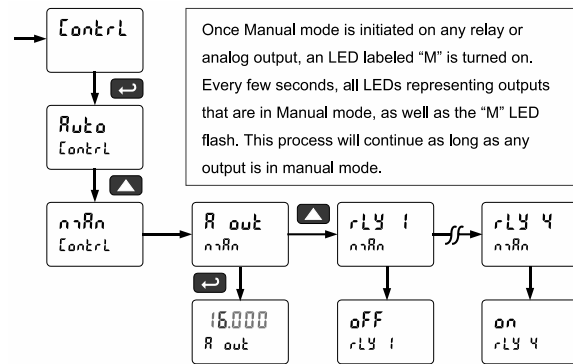 Contrl
Once Manual mode is initiated on any relay or
analog output, an LED labeled “M” is turned on.
Every few seconds, all LEDs representing outputs
that are in Manual mode, as well as the “M” LED
flash. This process will continue as long as any
output is in manual mode.
Auto
Contrl
mAn
Contrl
A out
mAn
rLY 1
mAn
rLY 4
mAn
16.000
A out
oFF
rLY 1
on
rLY 4